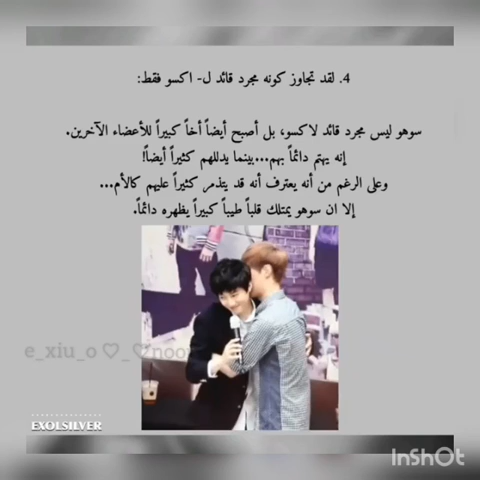 4. لقد تجاوز كونه مجرد قائد ل- اكسو فقط:
سوهو ليس مجرد قائد لاكسو، بل أصبح أيضاً أخاً كبيراً للأعضاء الآخرين.
إنه يهتم دائماً بهم...بينما يدللهم كثيراً أيضاً!
وعلى الرغم من أنه يعترف أنه قد يتذمر كثيراً عليهم كالأم...
إلا ان سوهو يمتلك قلباً طيباً كبيراً يظهره دائماً.
e_xiu_o♡_♡noor
EXOLSILVER
InShOt